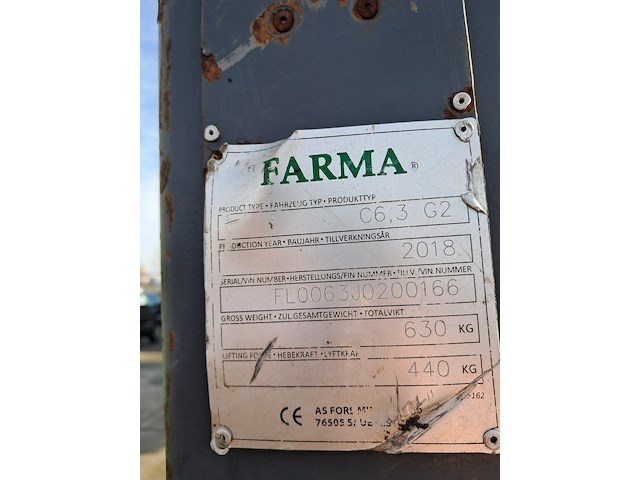 FARMA ®
PRODUCT TYPE • FAHRZEUG TYP • PRODUKTTYP
C6,3 G2
PRODUCTION YEAR • BAUJAHR • TILLVERKNINGSÅR
2018
SERIAL/VIN NUMBER • HERSTELLUNGS/FIN NUMMER • TILLV./VIN NUMMER
FL0063J0200166
GROSS WEIGHT • ZUL.GESAMTGEWICHT • TOTALVIKT
630 KG
LIFTING FORCE • HEBEKRAFT • LYFTKRAFT
440 KG
CE AS FORS
76505